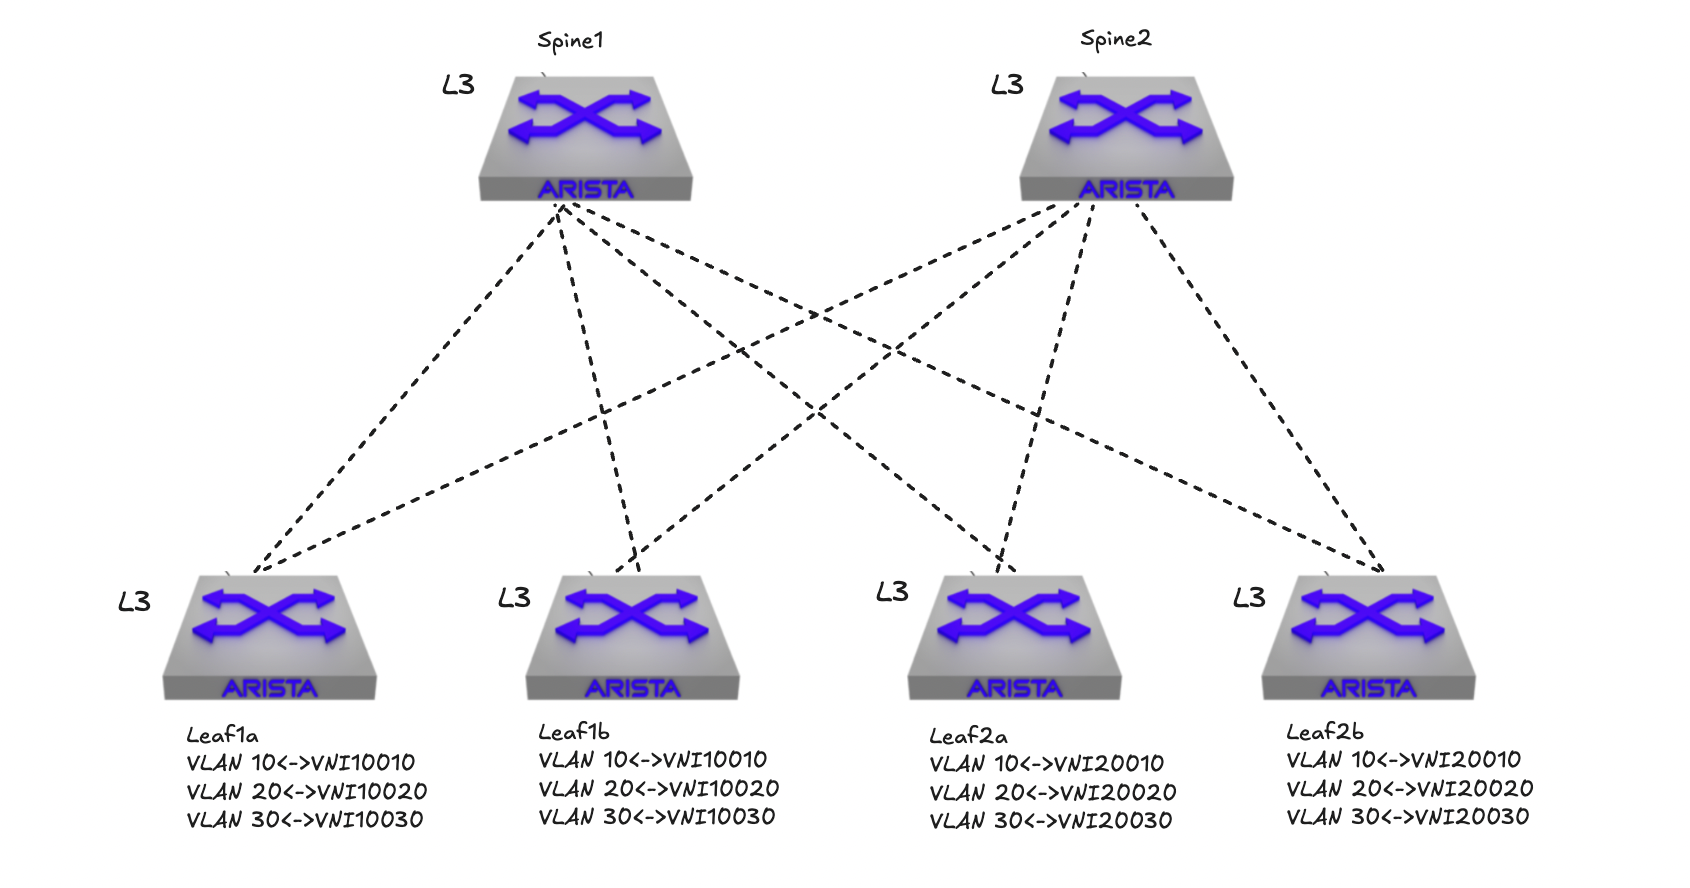 Spine1
Spine2
L3
L3
ARISTA
ARISTA
L3
L3
L3
L3
ARISTA
ARISTA
ARISTA
ARISTA
Leaf1a
VLAN 10<->VNI10010
VLAN 20<->VNI10020
VLAN 30<->VNI10030
Leaf1b
VLAN 10<->VNI10010
VLAN 20<->VNI10020
VLAN 30<->VNI10030
Leaf2a
VLAN 10<->VNI20010
VLAN 20<->VNI20020
VLAN 30<->VNI20030
Leaf2b
VLAN 10<->VNI20010
VLAN 20<->VNI20020
VLAN 30<->VNI20030